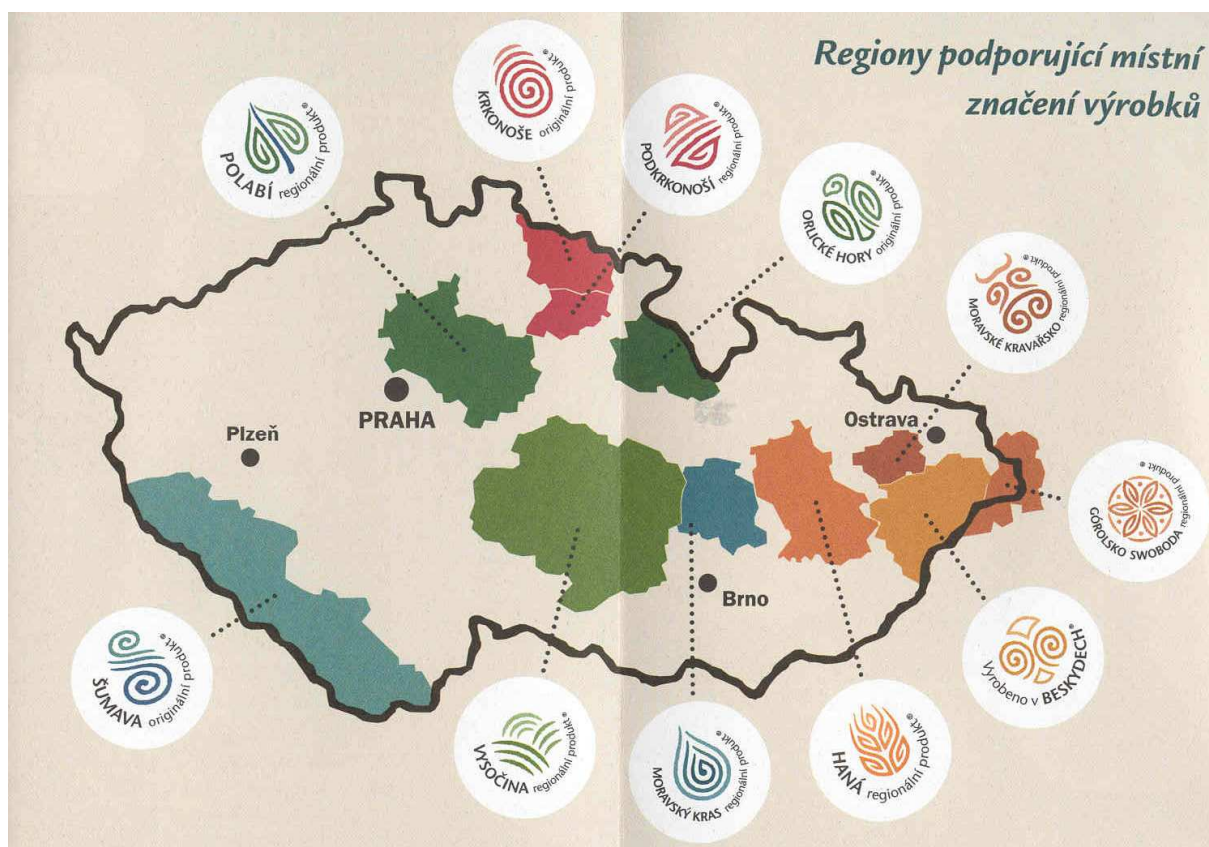 Regiony podporující místní
značení výrobků
KRKONOŠE originální produkt®
POLABÍ regionální produkt®
PODKRKONOŠÍ regionální produkt®
ORLICKÉ HORY originální produkt®
MORAVSKÉ KRAVAŘSKO regionální produkt®
PRAHA
Plzeň
Ostrava
GÓROLSKO SWOBODA regionální produkt®
Brno
ŠUMAVA originální produkt®
Vyrobeno v BESKYDECH®
VYSOČINA regionální produkt®
MORAVSKÝ KRAS regionální produkt®
HANÁ regionální produkt®